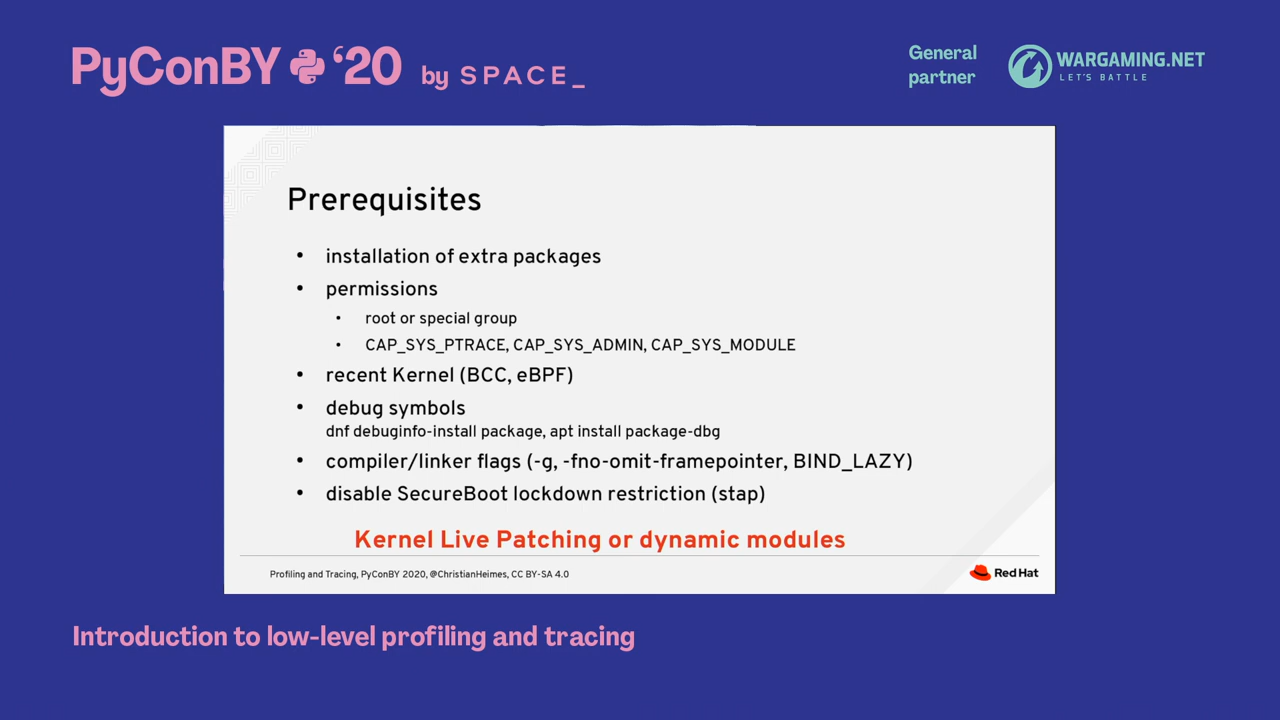 PyConBY '20 by SPACE_
General
partner
WARGAMING.NET
LET'S BATTLE
Prerequisites
• installation of extra packages
• permissions
• root or special group
• CAP_SYS_PTRACE, CAP_SYS_ADMIN, CAP_SYS_MODULE
• recent Kernel (BCC, eBPF)
• debug symbols
dnf debuginfo-install package, apt install package-dbg
• compiler/linker flags (-g, -fno-omit-framepointer, BIND_LAZY)
• disable SecureBoot lockdown restriction (stap)
Kernel Live Patching or dynamic modules
Profiling and Tracing, PyConBY 2020, @ChristianHeimes, CC BY-SA 4.0
Red Hat
Introduction to low-level profiling and tracing